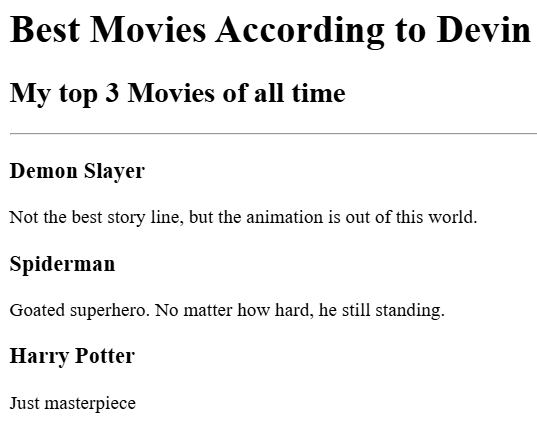 Best Movies According to Devin
My top 3 Movies of all time
Demon Slayer
Not the best story line, but the animation is out of this world.
Spiderman
Goated superhero. No matter how hard, he still standing.
Harry Potter
Just masterpiece